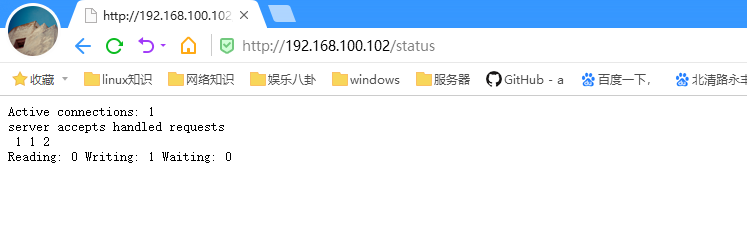 http://192.168.100.102
http://192.168.100.102/status
收藏 linux知识 网络知识 娱乐八卦 windows 服务器 GitHub - a 百度一下, 北清路永丰
Active connections: 1
server accepts handled requests
1 1 2
Reading: 0 Writing: 1 Waiting: 0